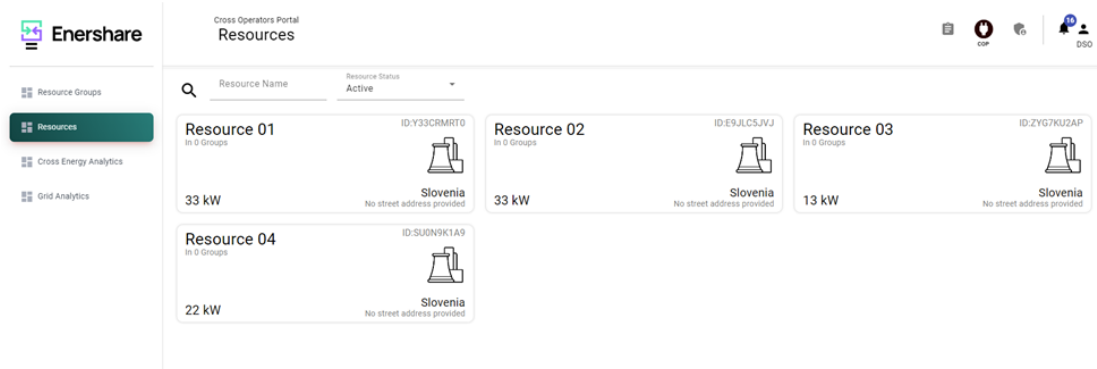 Enershare
Cross Operators Portal
Resources
COP
16
DSO
Resource Groups
Resources
Cross Energy Analytics
Grid Analytics
Resource Name
Resource Status
Active
Resource 01
ID:Y33CRMRT0
In 0 Groups
33 kW
Slovenia
No street address provided
Resource 02
ID:E9JLC5JVJ
In 0 Groups
33 kW
Slovenia
No street address provided
Resource 03
ID:ZYG7KU2AP
In 0 Groups
13 kW
Slovenia
No street address provided
Resource 04
ID:SU0N9K1A9
In 0 Groups
22 kW
Slovenia
No street address provided